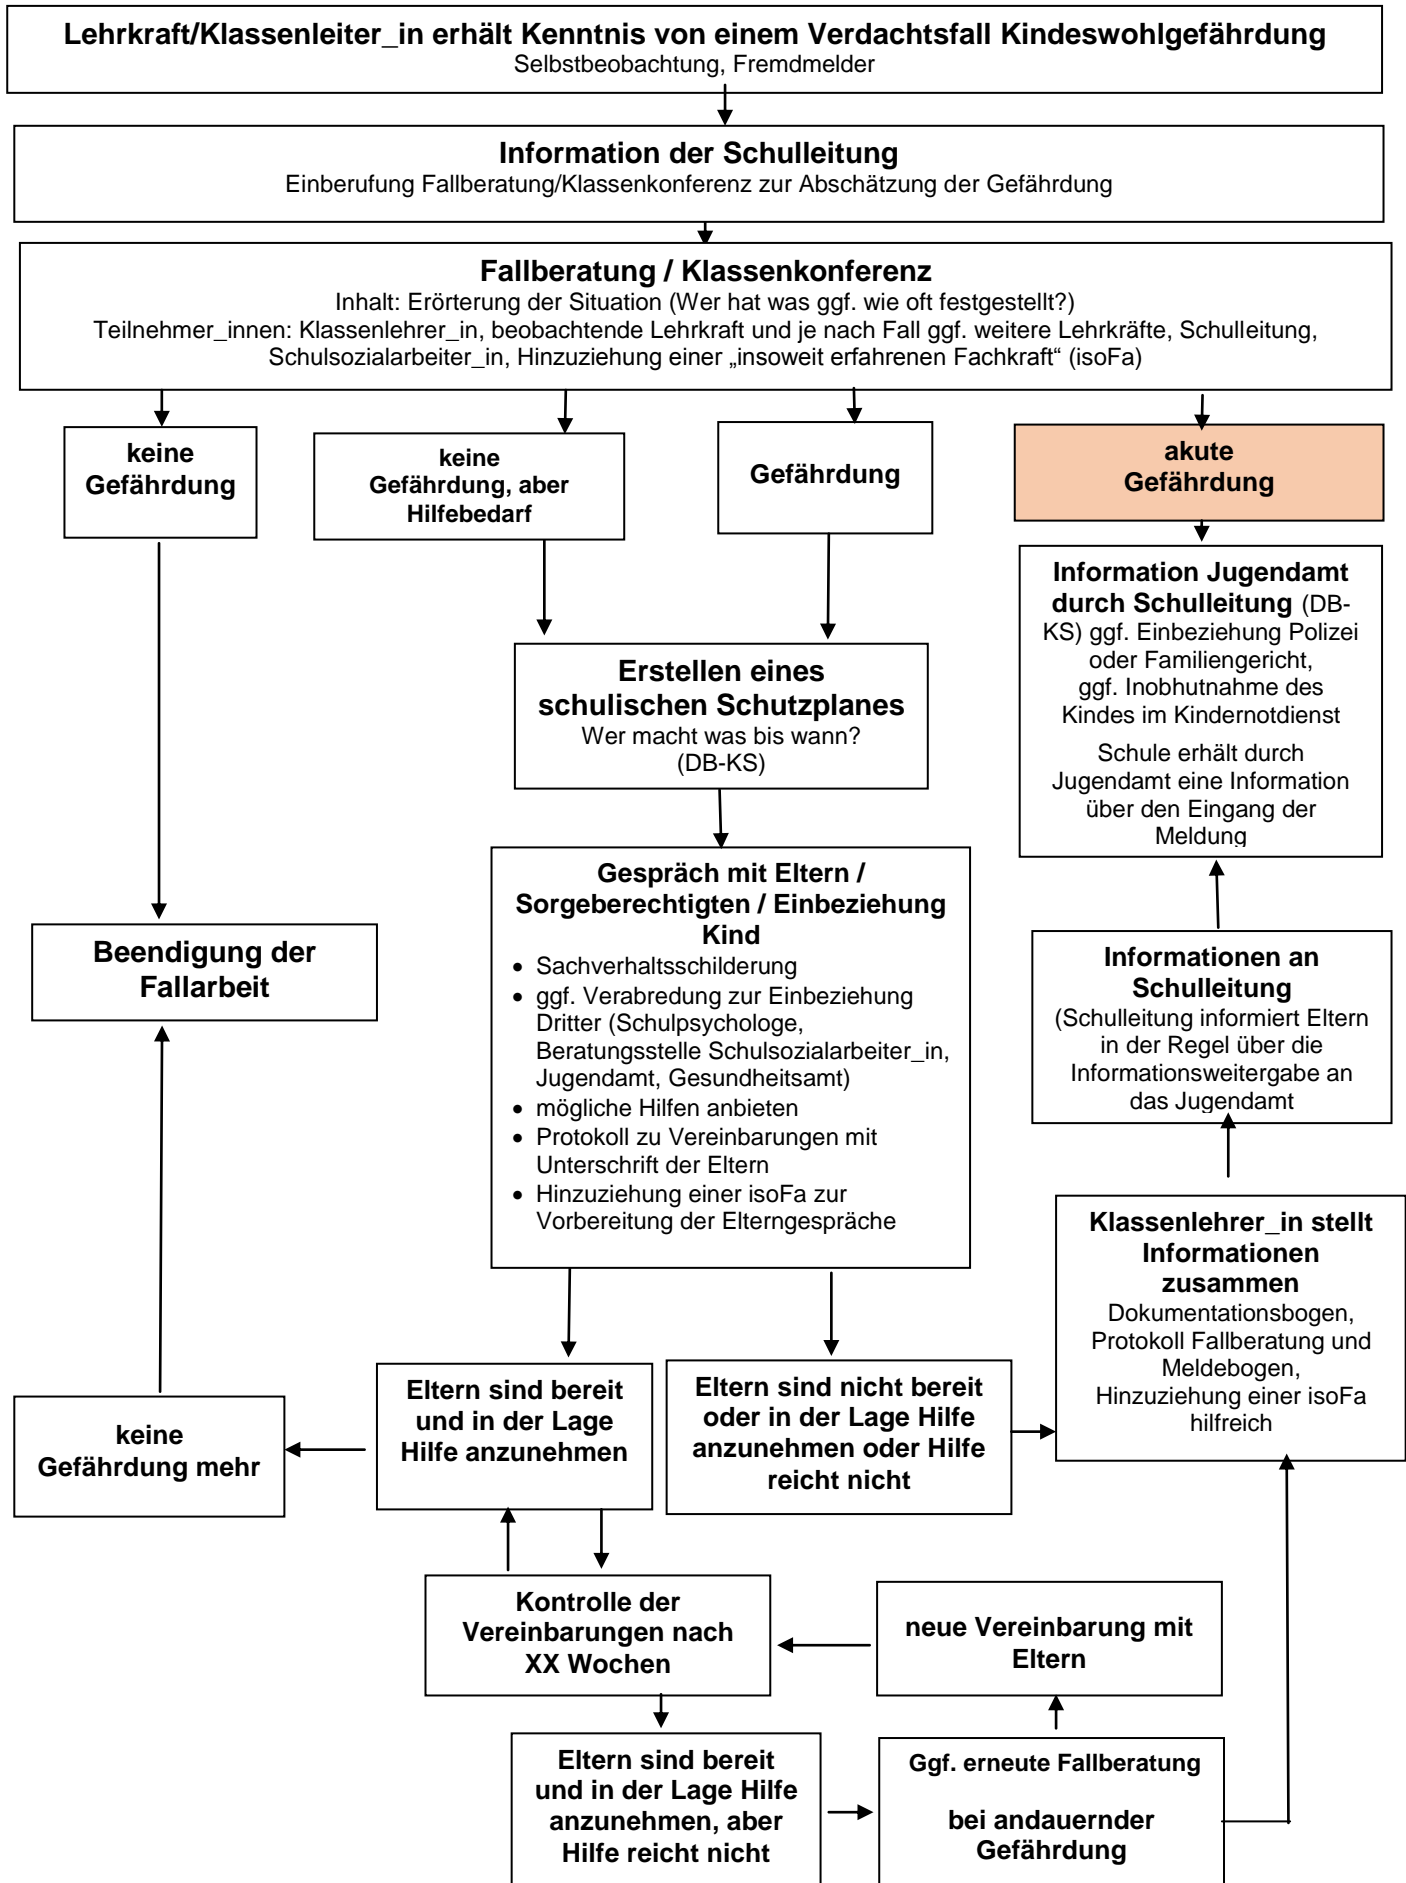 Lehrkraft/Klassenleiter_in erhält Kenntnis von einem Verdachtsfall Kindeswohlgefährdung
Selbstbeobachtung, Fremdmelder
Information der Schulleitung
Einberufung Fallberatung/Klassenkonferenz zur Abschätzung der Gefährdung
Fallberatung / Klassenkonferenz
Inhalt: Erörterung der Situation (Wer hat was ggf. wie oft festgestellt?)
Teilnehmer_innen: Klassenlehrer_in, beobachtende Lehrkraft und je nach Fall ggf. weitere Lehrkräfte, Schulleitung,
Schulsozialarbeiter_in, Hinzuziehung einer „insoweit erfahrenen Fachkraft“ (isoFa)
keine
Gefährdung
keine
Gefährdung, aber
Hilfebedarf
Gefährdung
akute
Gefährdung
Information Jugendamt
durch Schulleitung (DB-
KS) ggf. Einbeziehung Polizei
oder Familiengericht,
ggf. Inobhutnahme des
Kindes im Kindernotdienst
Schule erhält durch
Jugendamt eine Information
über den Eingang der
Meldung
Erstellen eines
schulischen Schutzplanes
Wer macht was bis wann?
(DB-KS)
Gespräch mit Eltern /
Sorgeberechtigten / Einbeziehung
Kind
• Sachverhaltsschilderung
• ggf. Verabredung zur Einbeziehung
Dritter (Schulpsychologe,
Beratungsstelle Schulsozialarbeiter_in,
Jugendamt, Gesundheitsamt)
• mögliche Hilfen anbieten
• Protokoll zu Vereinbarungen mit
Unterschrift der Eltern
• Hinzuziehung einer isoFa zur
Vorbereitung der Elterngespräche
Beendigung der
Fallarbeit
Informationen an
Schulleitung
(Schulleitung informiert Eltern
in der Regel über die
Informationsweitergabe an
das Jugendamt
Klassenlehrer_in stellt
Informationen
zusammen
Dokumentationsbogen,
Protokoll Fallberatung und
Meldebogen,
Hinzuziehung einer isoFa
hilfreich
keine
Gefährdung mehr
Eltern sind bereit
und in der Lage
Hilfe anzunehmen
Eltern sind nicht bereit
oder in der Lage Hilfe
anzunehmen oder Hilfe
reicht nicht
Kontrolle der
Vereinbarungen nach
XX Wochen
neue Vereinbarung mit
Eltern
Eltern sind bereit
und in der Lage Hilfe
anzunehmen, aber
Hilfe reicht nicht
Ggf. erneute Fallberatung
bei andauernder
Gefährdung